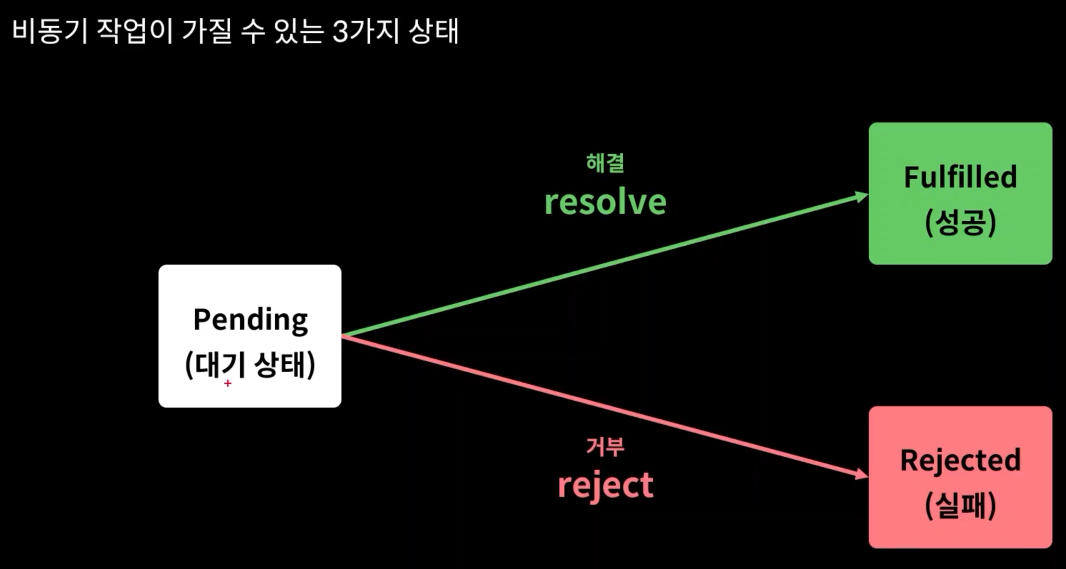 비동기 작업이 가질 수 있는 3가지 상태
해결
resolve
Fulfilled
(성공)
Pending
(대기 상태)
거부
reject
Rejected
(실패)